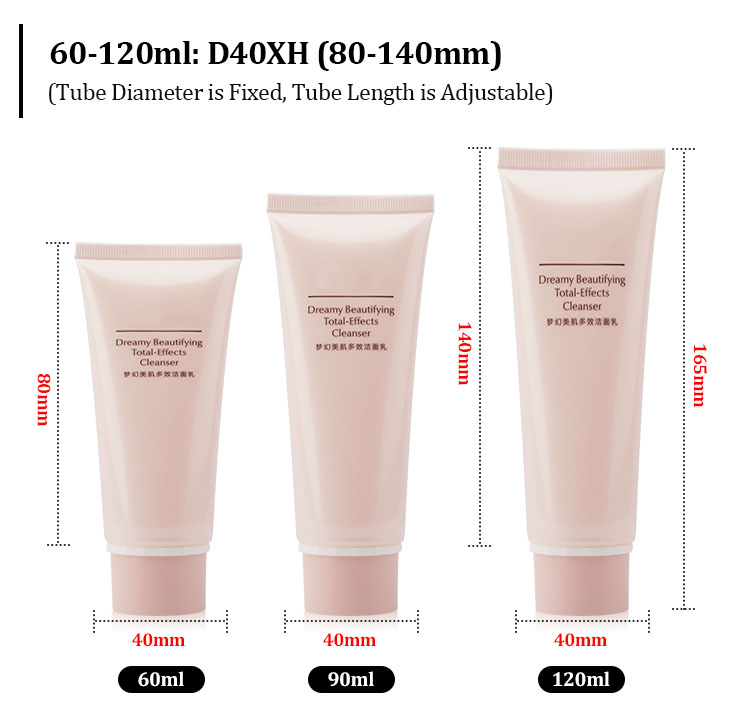 60-120ml: D40XH (80-140mm)
(Tube Diameter is Fixed, Tube Length is Adjustable)
Dreamy Beautifying
Total-Effects
Cleanser
梦幻美肌多效洁面乳
80mm
40mm
60ml
Dreamy Beautifying
Total-Effects
Cleanser
梦幻美肌多效洁面乳
40mm
90ml
Dreamy Beautifying
Total-Effects
Cleanser
梦幻美肌多效洁面乳
140mm
165mm
40mm
120ml